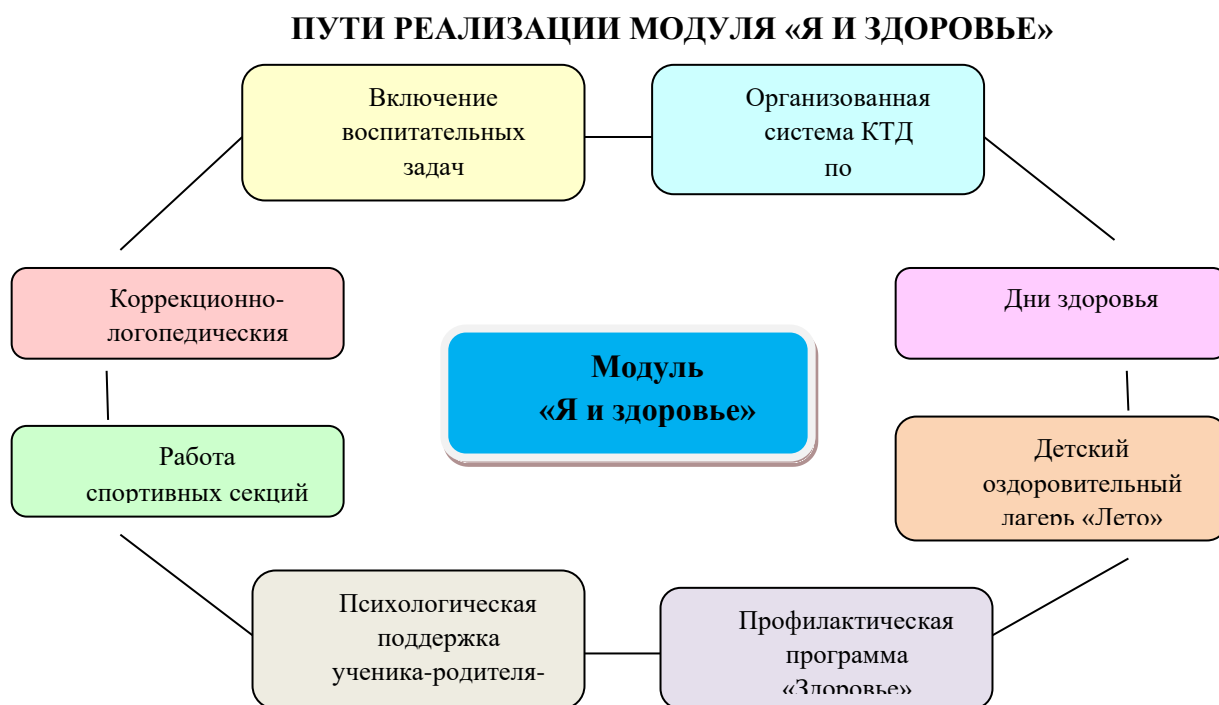 ПУТИ РЕАЛИЗАЦИИ МОДУЛЯ «Я И ЗДОРОВЬЕ»
Включение
воспитательных
задач
Организованная
система КТД
по
Коррекционно-
логопедическия
Дни здоровья
Модуль
«Я и здоровье»
Работа
спортивных секций
Детский
оздоровительный
лагерь «Лето»
Психологическая
поддержка
ученика-родителя-
Профилактическая
программа
«Здоровье»